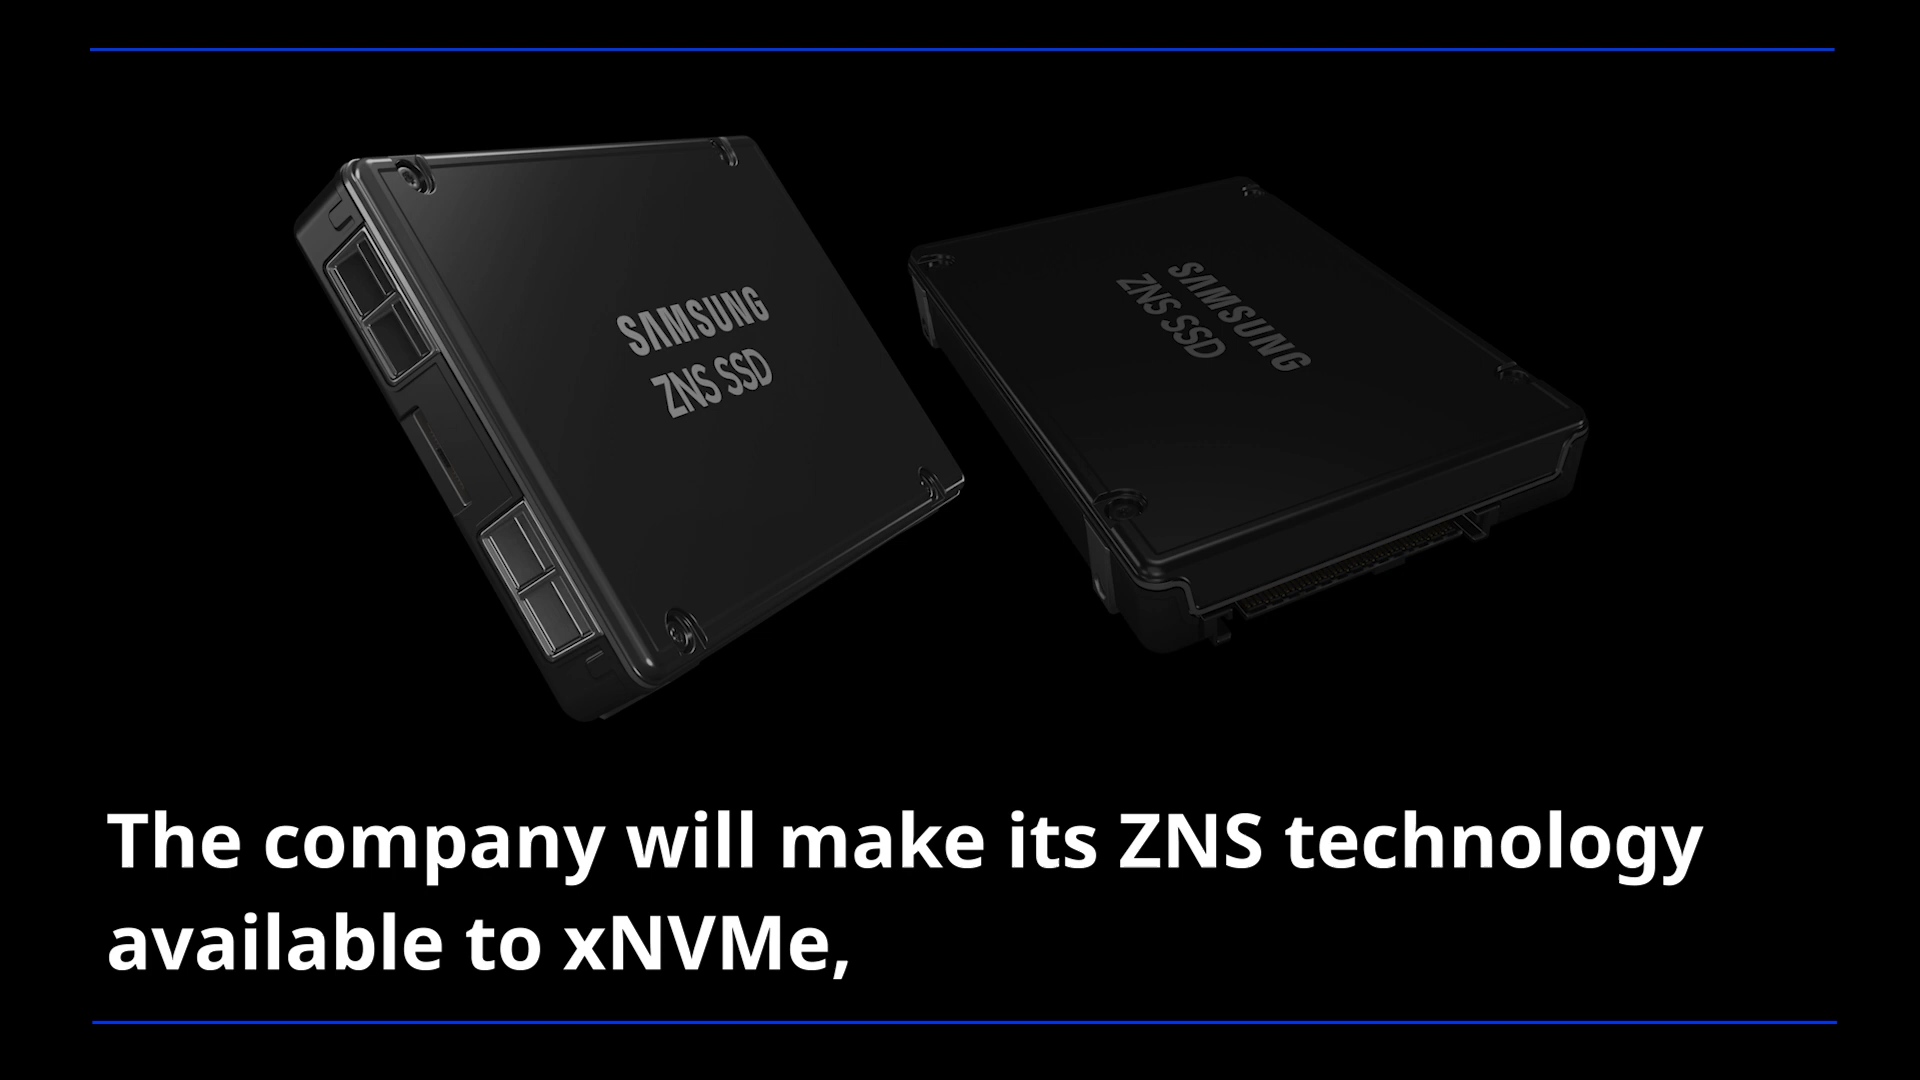 SAMSUNG
ZNS SSD
SAMSUNG
ZNS SSD
The company will make its ZNS technology
available to xNVMe,